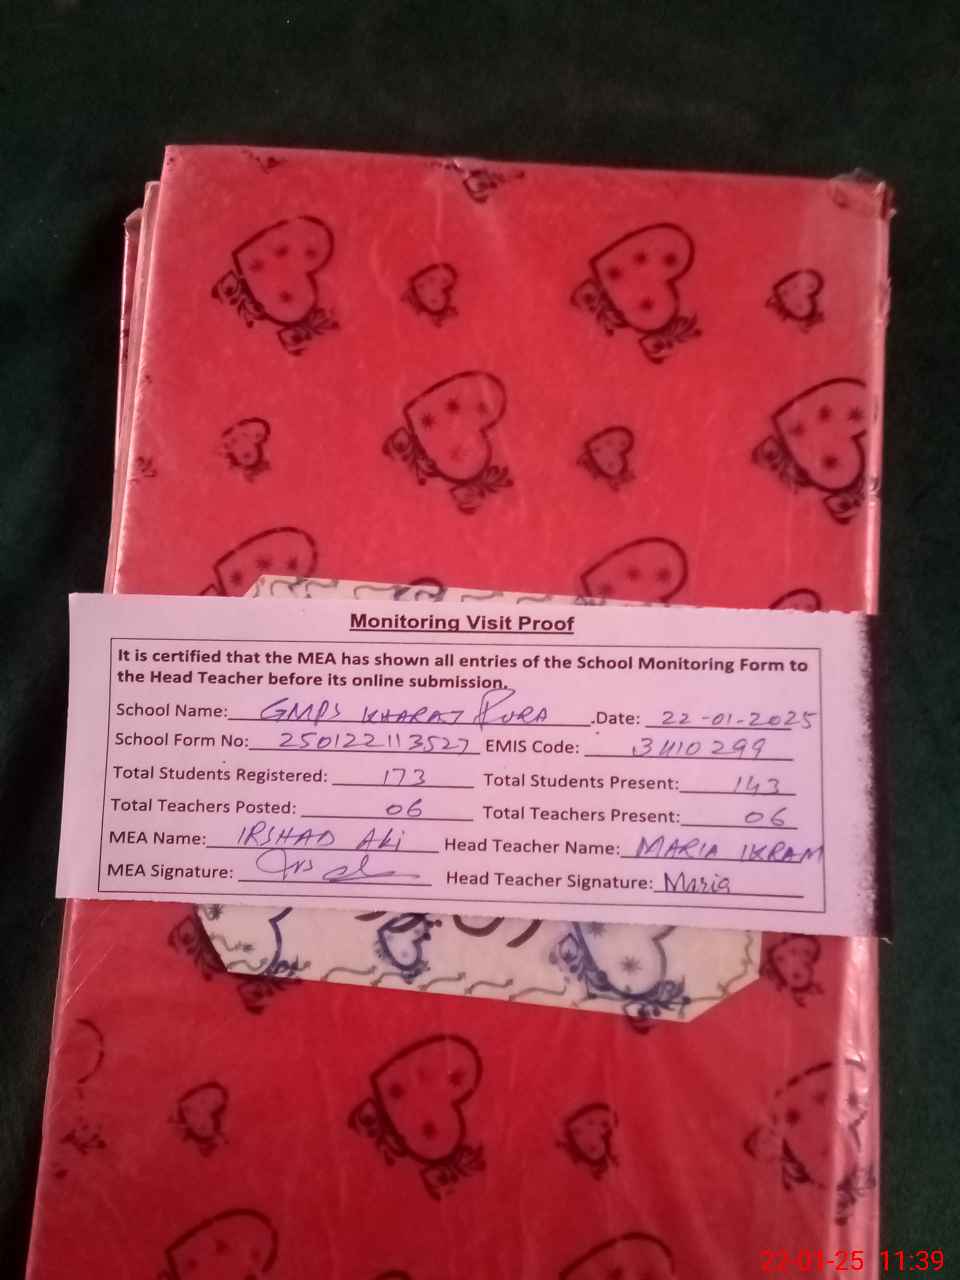 Monitoring Visit Proof
It is certified that the MEA has shown all entries of the School Monitoring Form to
the Head Teacher before its online submission.
School Name: GMPS KHARAT PURA .Date: 22-01-2025
School Form No: 250122113527 EMIS Code: 34110299
Total Students Registered: 173 Total Students Present: 143
Total Teachers Posted: 06 Total Teachers Present: 06
MEA Name: IRSHAD Ali Head Teacher Name: MARIA IKRAM
MEA Signature: Head Teacher Signature: Maria
22-01-25 11:39